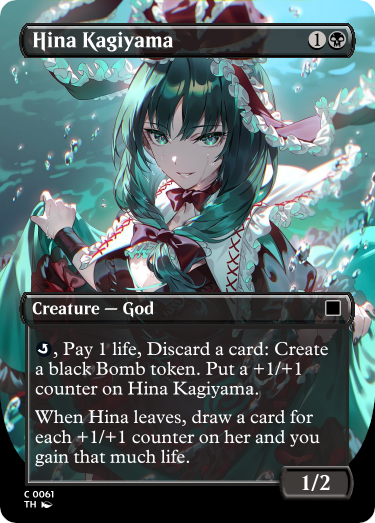 Hina Kagiyama 1
Creature — God
, Pay 1 life, Discard a card: Create
a black Bomb token. Put a +1/+1
counter on Hina Kagiyama.
When Hina leaves, draw a card for
each +1/+1 counter on her and you
gain that much life.
1/2
C 0061
TH